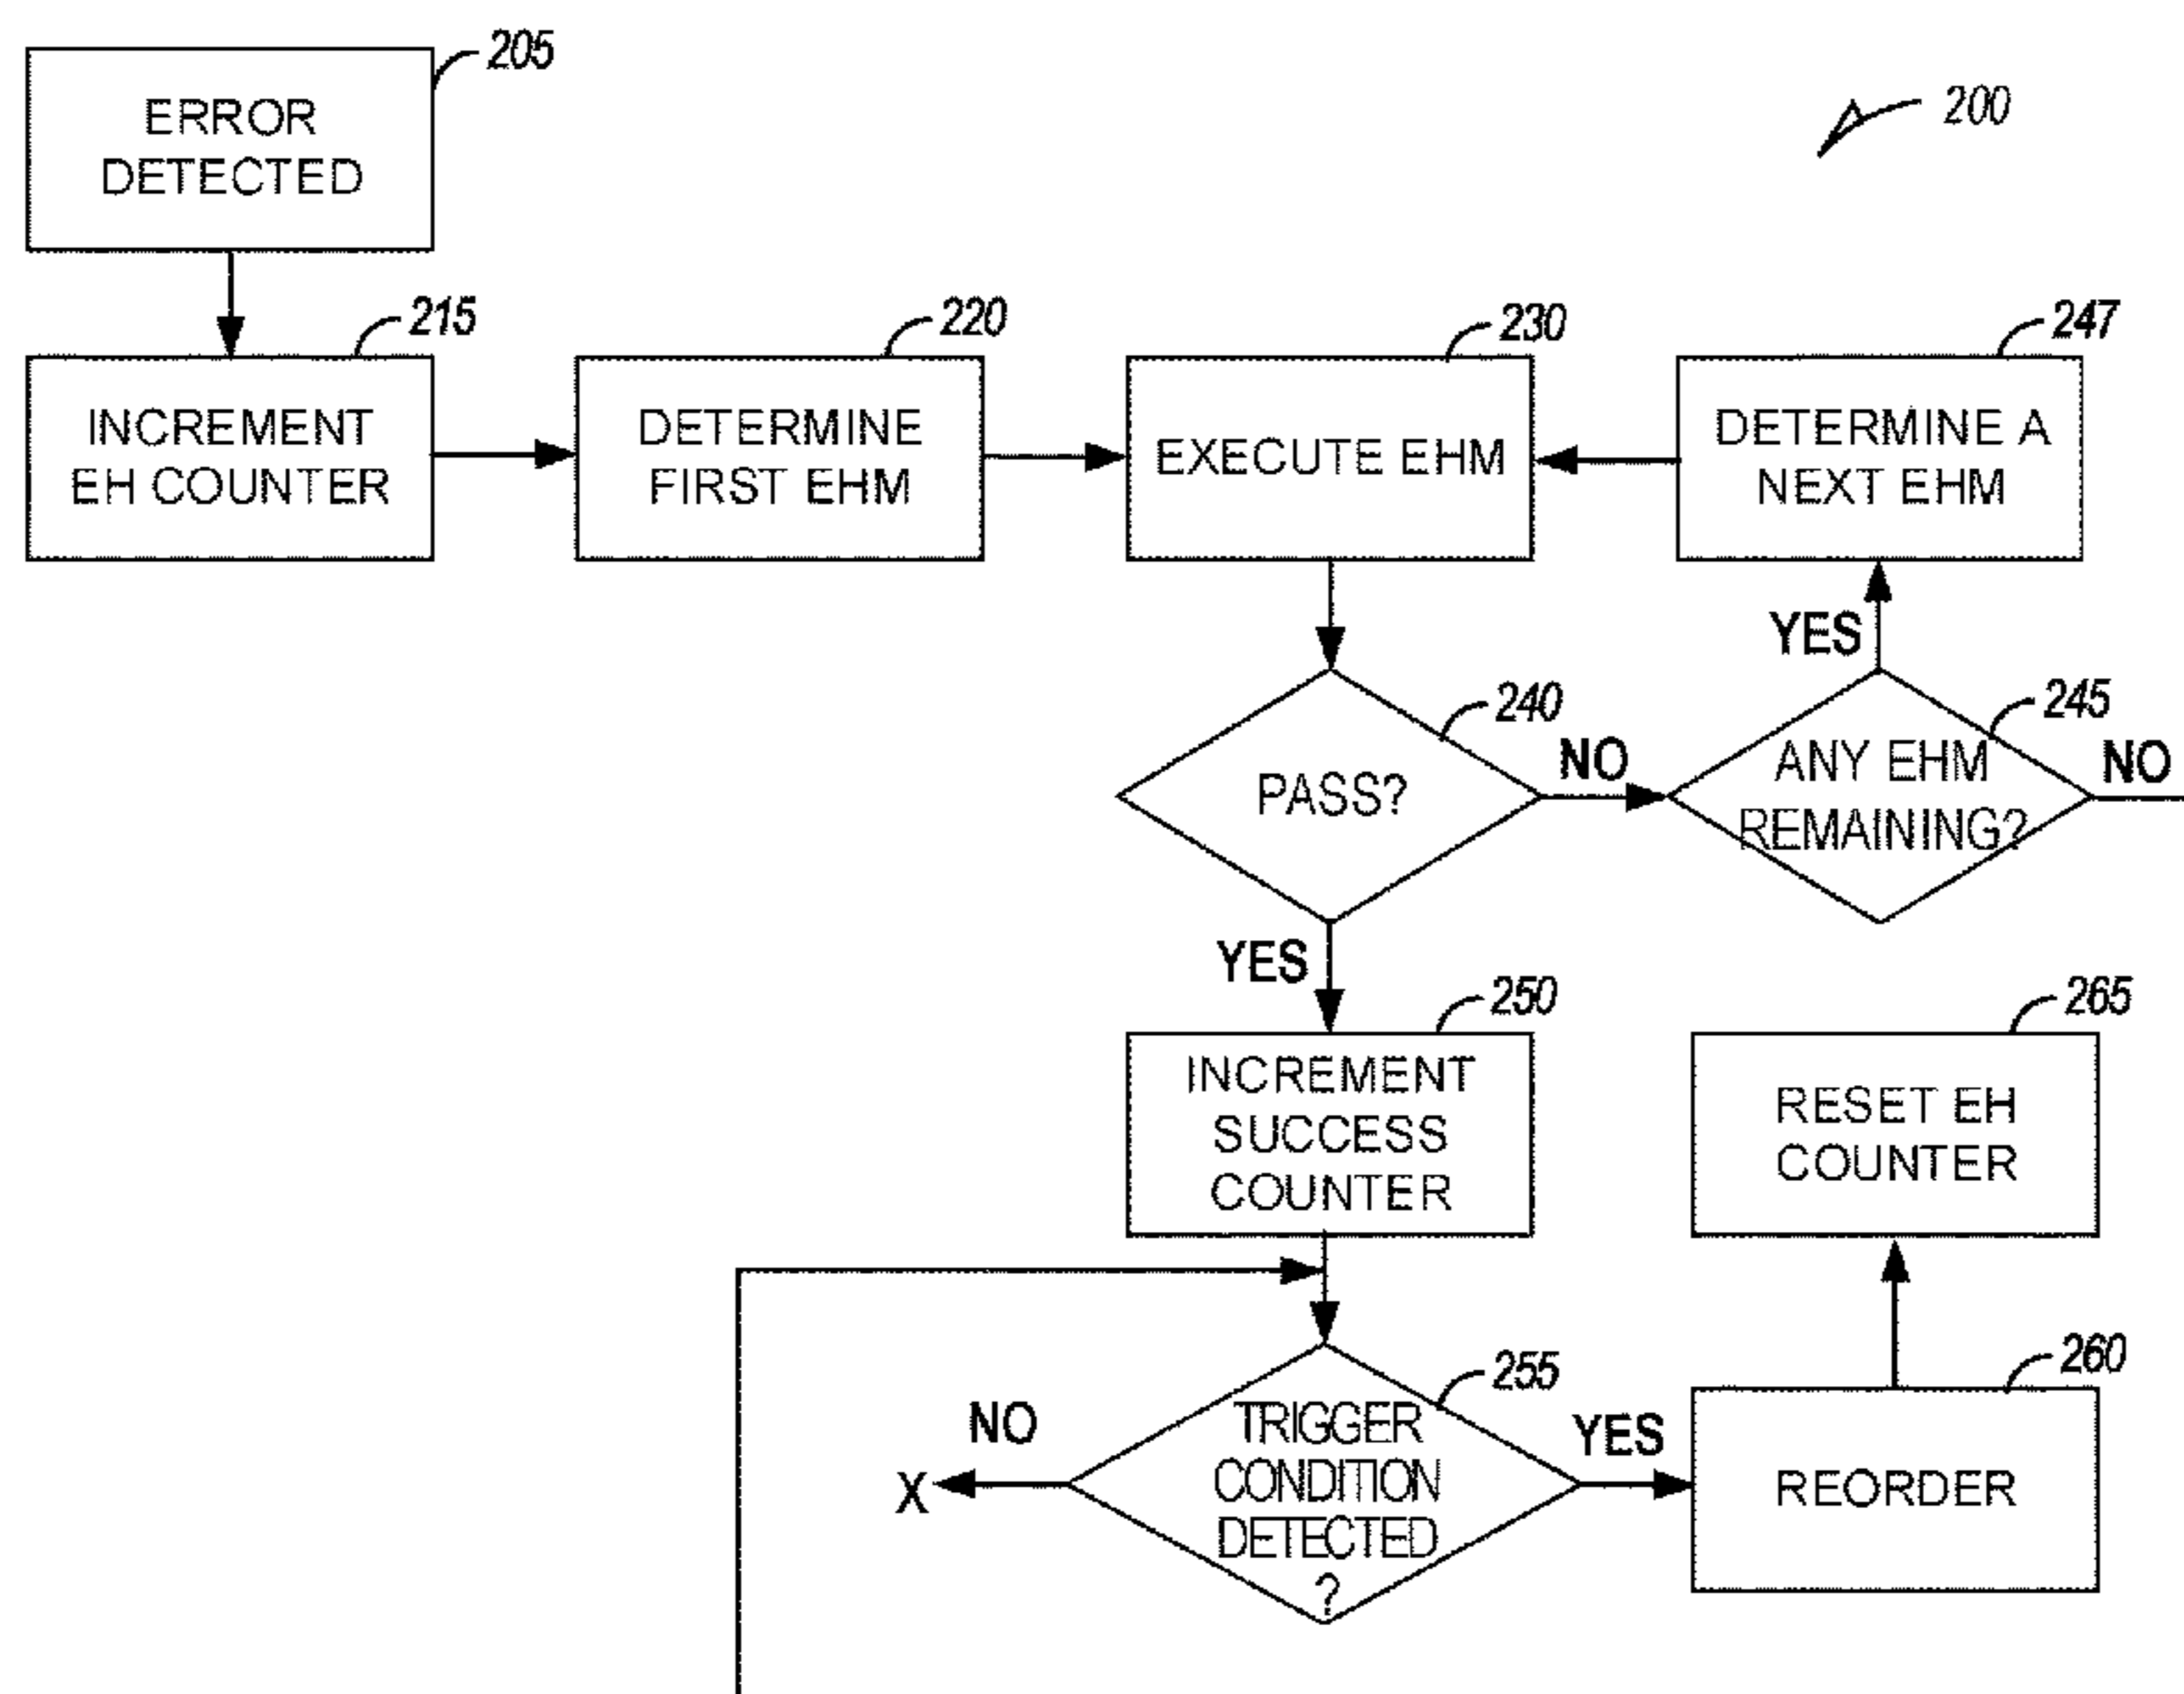 205
ERROR
DETECTED
200
215
INCREMENT
EH COUNTER
220
DETERMINE
FIRST EHM
230
EXECUTE EHM
247
DETERMINE A
NEXT EHM
YES
240
PASS?
NO
245
ANY EHM
REMAINING?
NO
YES
250
INCREMENT
SUCCESS
COUNTER
265
RESET EH
COUNTER
255
TRIGGER
CONDITION
DETECTED
?
NO
X
YES
260
REORDER